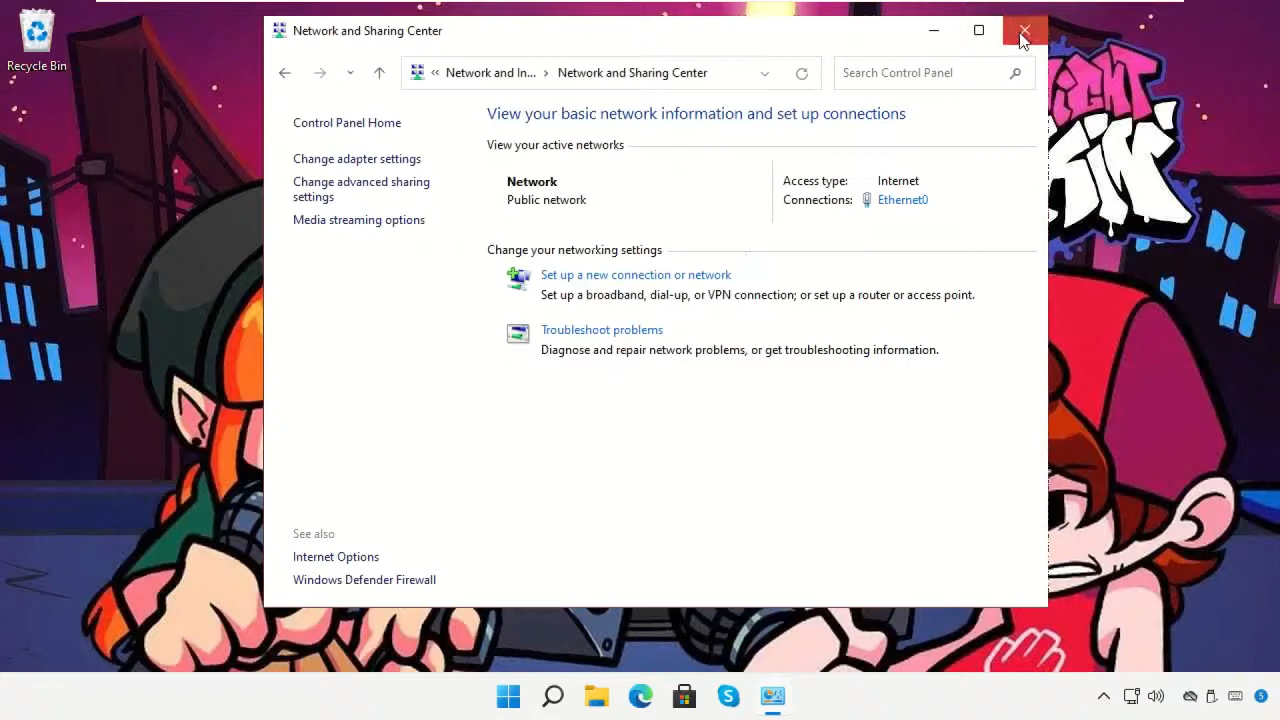 Recycle Bin
Network and Sharing Center
« Network and In... › Network and Sharing Center
Search Control Panel
Control Panel Home
Change adapter settings
Change advanced sharing
settings
Media streaming options
View your basic network information and set up connections
View your active networks
Network
Public network
Access type: Internet
Connections: Ethernet0
Change your networking settings
Set up a new connection or network
Set up a broadband, dial-up, or VPN connection; or set up a router or access point.
Troubleshoot problems
Diagnose and repair network problems, or get troubleshooting information.
See also
Internet Options
Windows Defender Firewall
5